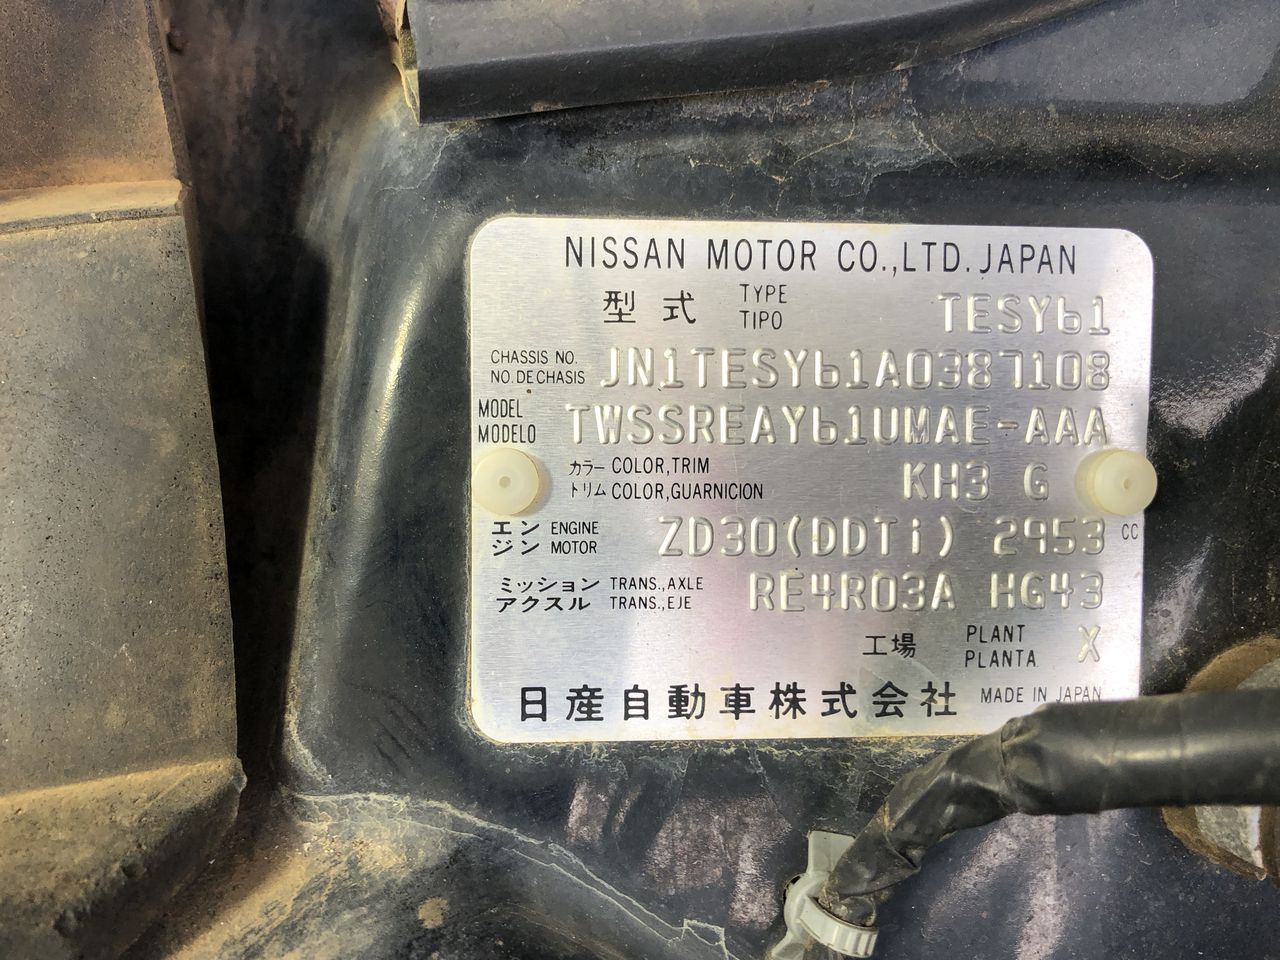 NISSAN MOTOR CO.,LTD. JAPAN
型式 TYPE TESY61
TIPO
CHASSIS NO. JN1TESY61A0387108
NO. DE CHASIS
MODEL TWSSREAY61UMAE-AAA
MODELO
カラー COLOR,TRIM KH3 G
トリム COLOR,GUARNICION
エン ENGINE ZD30(DDTi) 2953 CC
ジン MOTOR
ミッション TRANS.,AXLE RE4R03A HG43
アクスル TRANS.,EJE
工場 PLANT X
PLANTA
日産自動車株式会社 MADE IN JAPAN